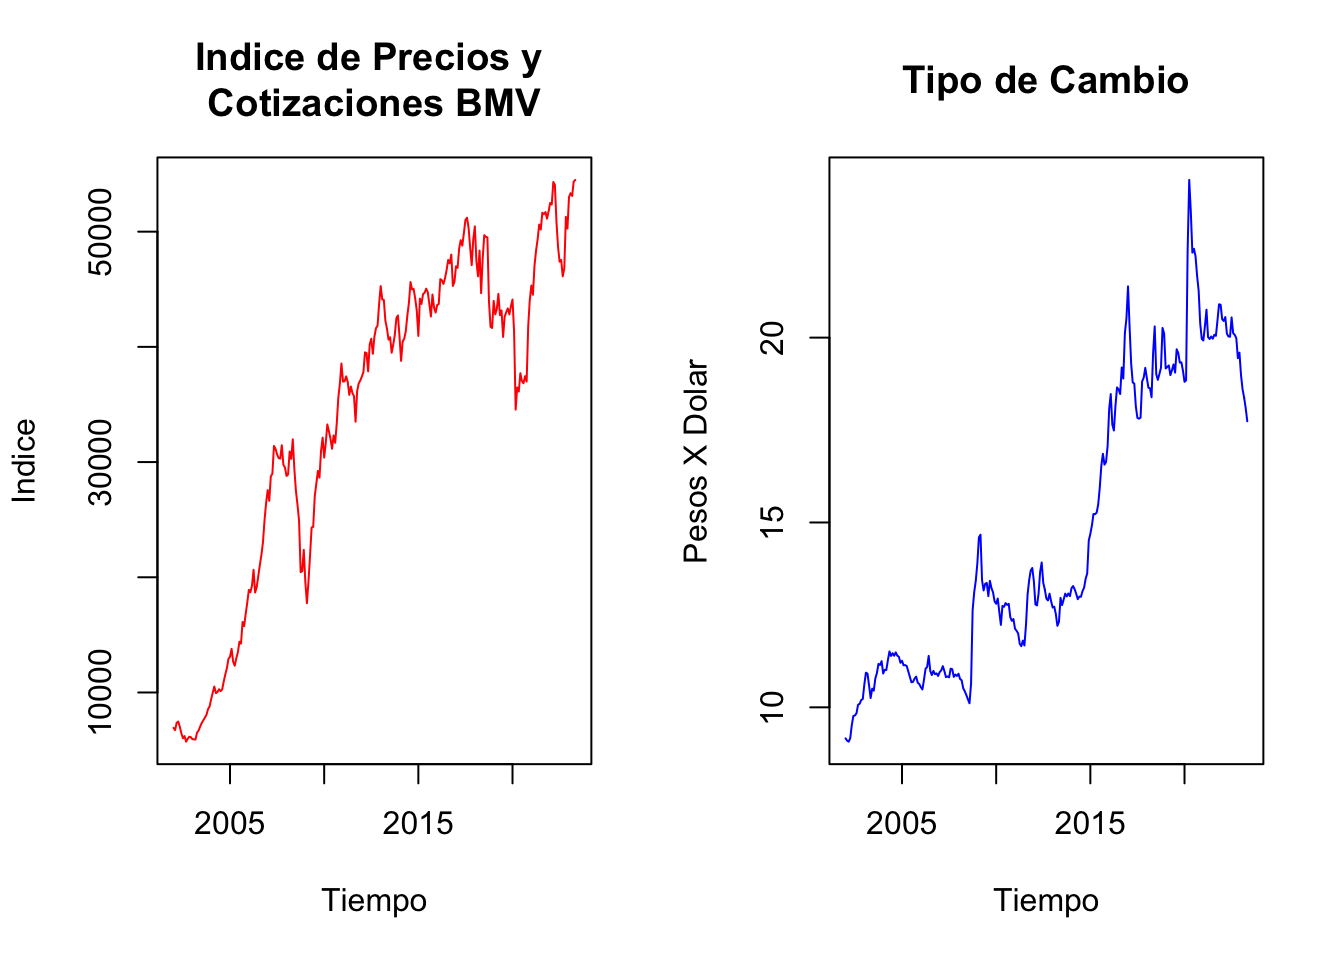 Indice de Precios y
Cotizaciones BMV
Indice
50000
30000
10000
2005 2015
Tiempo
Tipo de Cambio
Pesos X Dolar
20
15
10
2005 2015
Tiempo